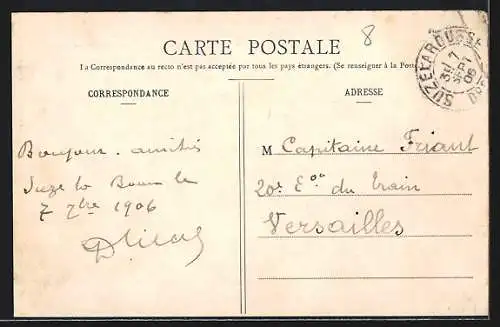 CARTE POSTALE
8
La Correspondance au recto n'est pas acceptée par tous les pays étrangers. (Se renseigner à la Poste
CORRESPONDANCE
ADRESSE
SUZE LA ROUSSE
Bonjour. amitiés
Suze la Rousse le
7 7bre 1906
M Capitaine Friant
20e Eon du train
Versailles